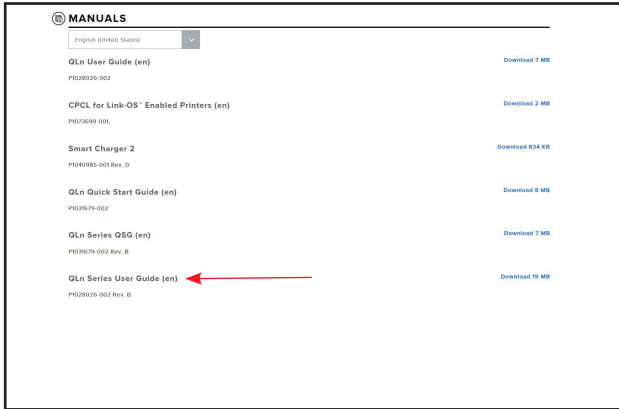 MANUALS
English (United States)
QLn User Guide (en)
Download 7 MB
P1028026-002
CPCL for Link-OS™ Enabled Printers (en)
Download 2 MB
P1073699-001,
Smart Charger 2
Download 634 KB
P1040985-001 Rev. D
QLn Quick Start Guide (en)
Download 8 MB
P1031679-002
QLn Series QSG (en)
Download 7 MB
P1031679-002 Rev. B
QLn Series User Guide (en)
Download 19 MB
P1028026-002 Rev. B